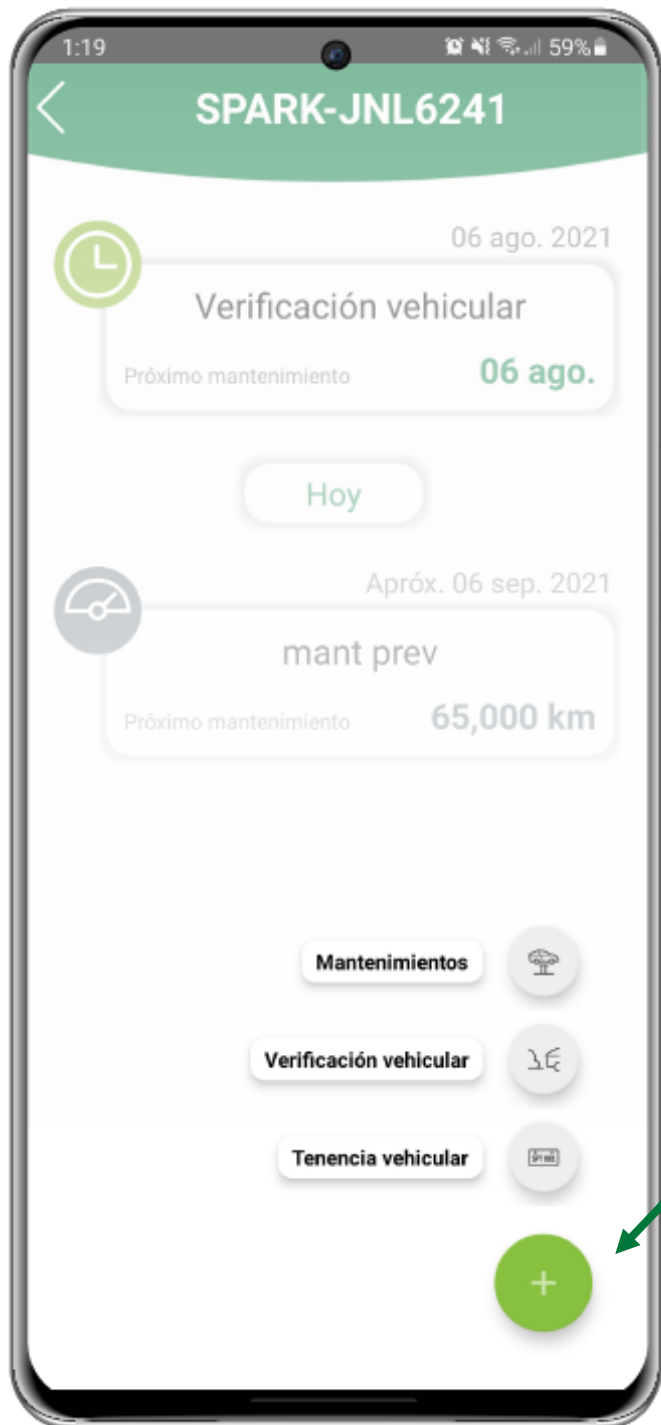 1:19
59%
SPARK-JNL6241
06 ago. 2021
Verificación vehicular
Próximo mantenimiento 06 ago.
Hoy
Apróx. 06 sep. 2021
mant prev
Próximo mantenimiento 65,000 km
Mantenimientos
Verificación vehicular
Tenencia vehicular
+